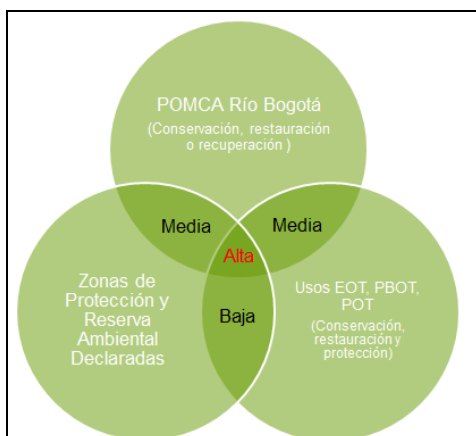 POMCA Río Bogotá
(Conservación, restauración
o recuperación )
Media
Media
Alta
Zonas de
Protección y
Reserva
Ambiental
Declaradas
Baja
Usos EOT, PBOT,
POT
(Conservación,
restauración y
protección)